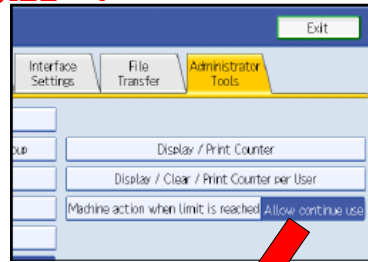 Exit
Interface Settings
File Transfer
Administrator Tools
Display / Print Counter
Display / Clear / Print Counter per User
Machine action when limit is reached Allow continue use